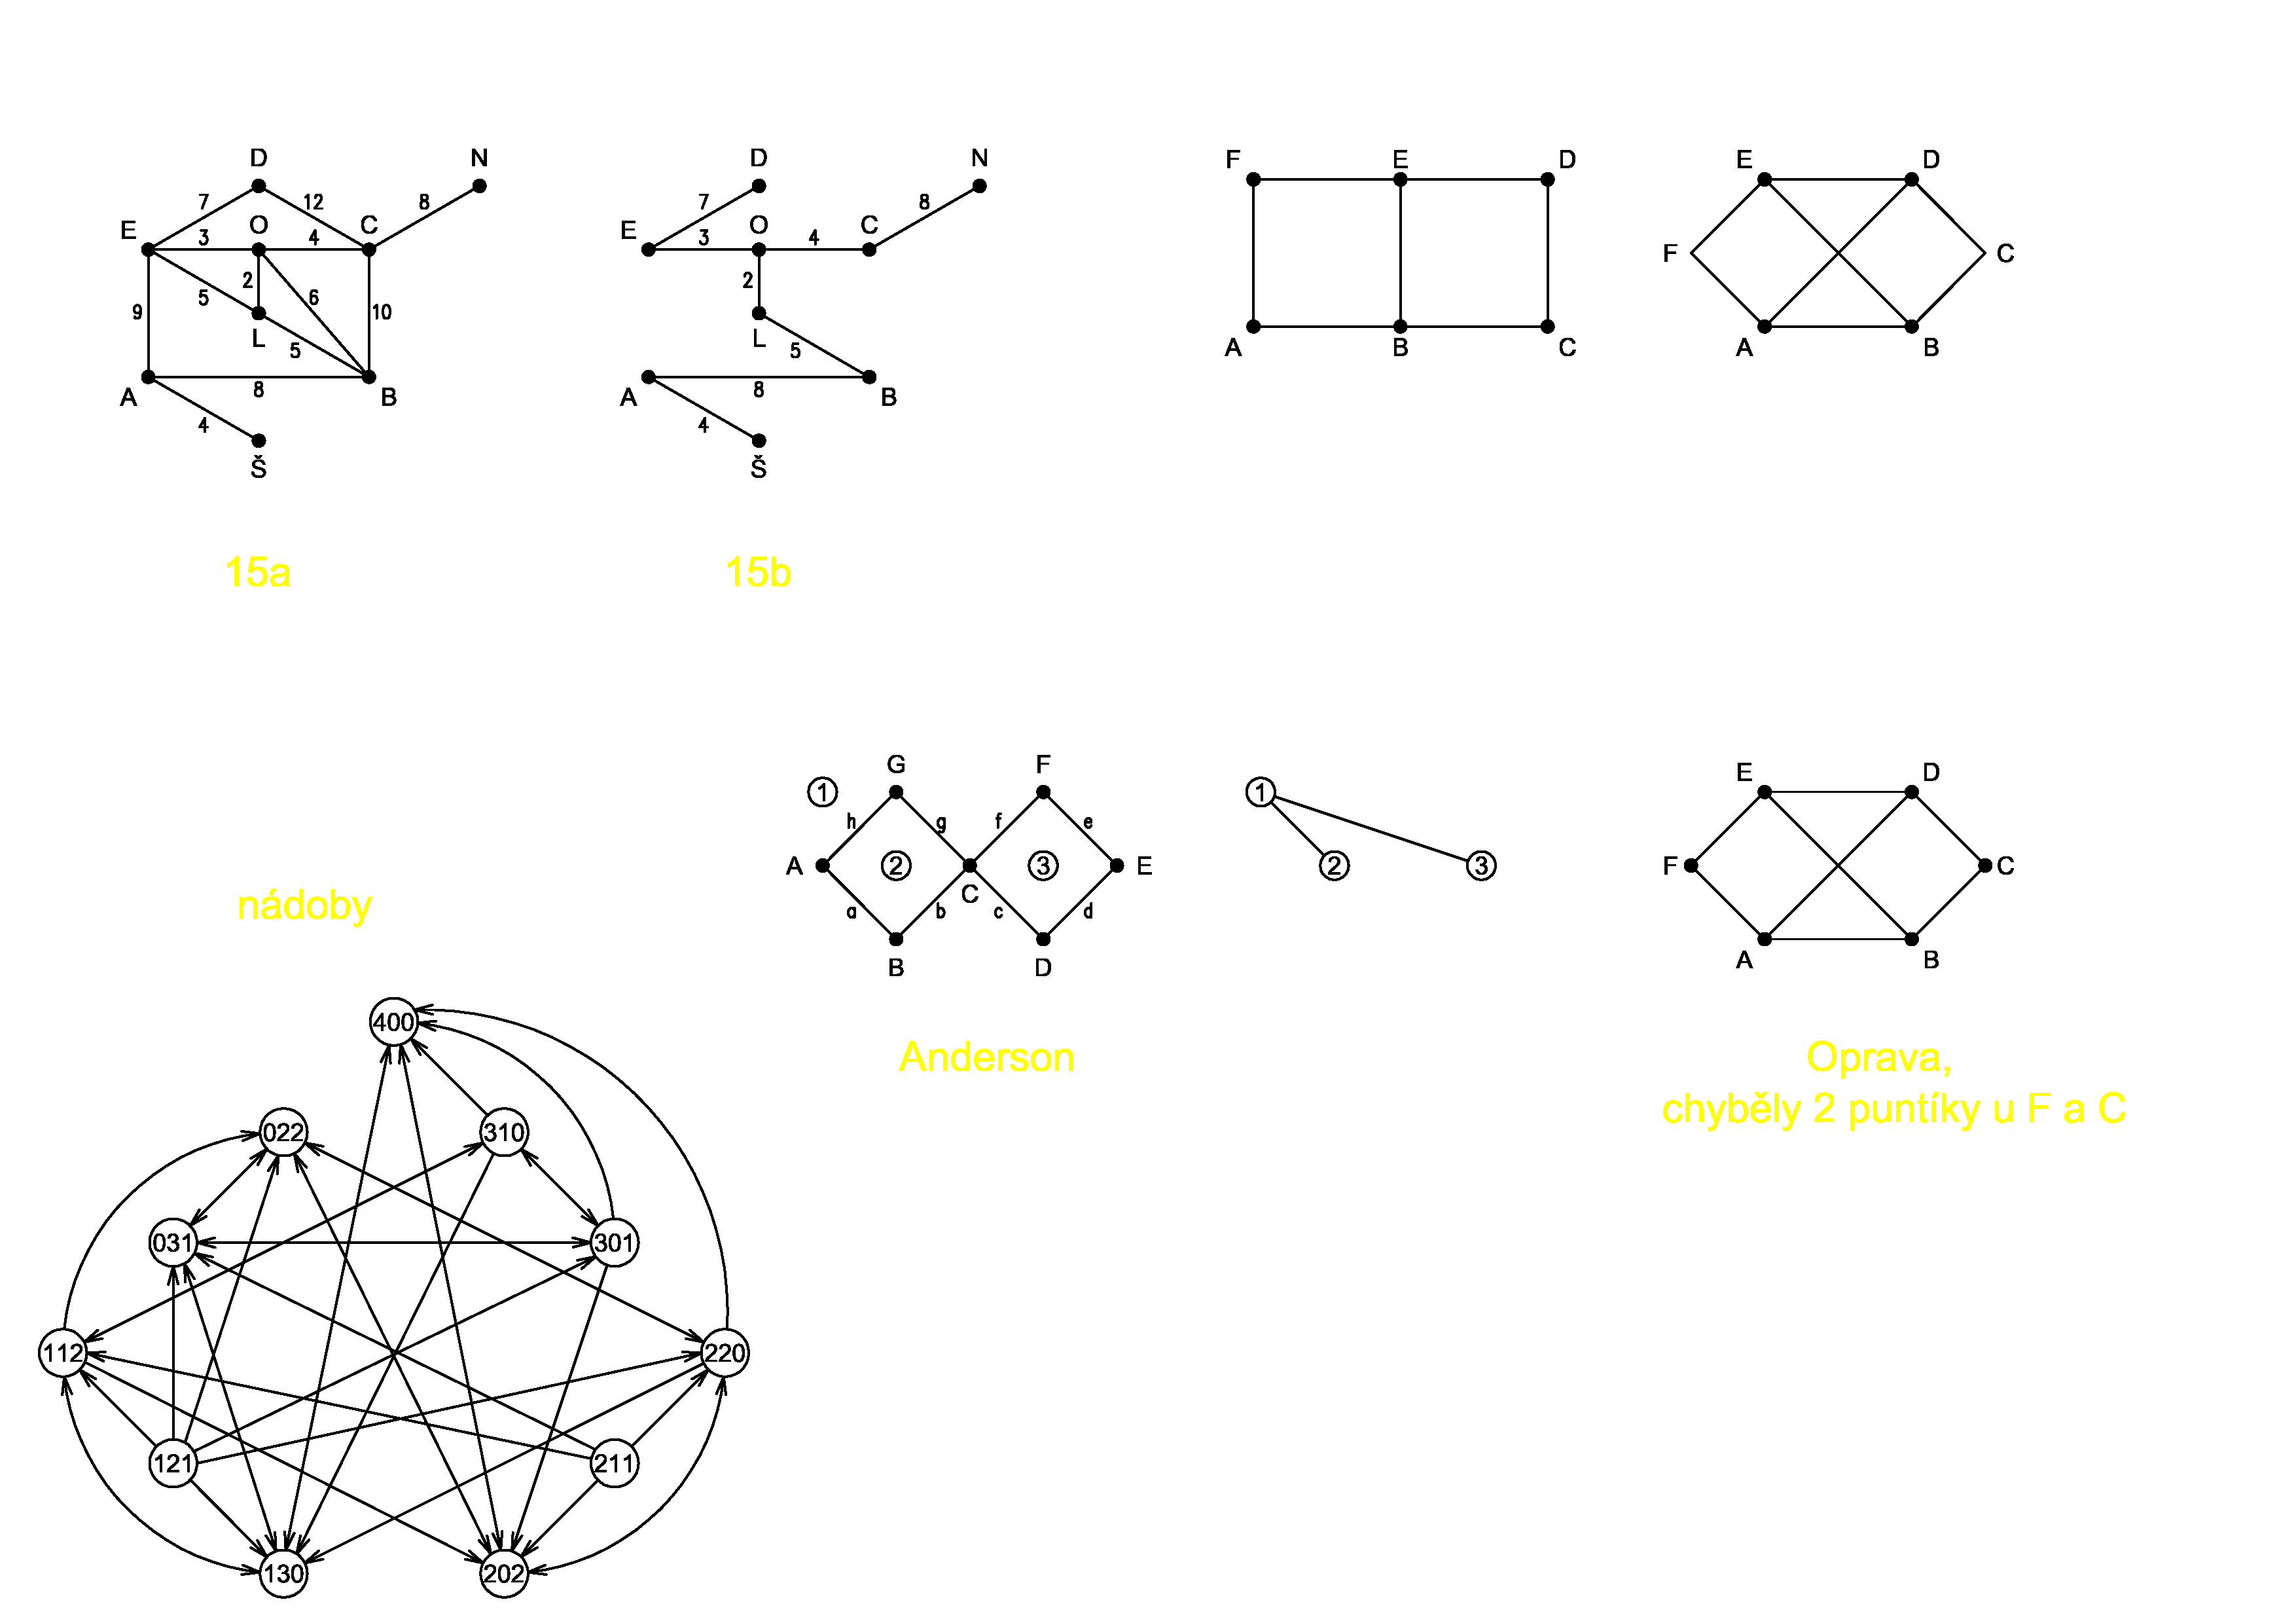 D N
7 12 8
E 3 O 4 C
9 5 2 6 10
L 5
A 8 B
4
Š
15a
D N
7 8
E 3 O 4 C
2
L 5
A 8 B
4
Š
15b
F E D
A B C
E D
F C
A B
nádoby
400
022 310
031 301
112 220
121 211
130 202
G F
1 h g f e
A 2 C 3 E
a b c d
B D
Anderson
1
2 3
E D
F C
A B
Oprava,
chyběly 2 puntíky u F a C